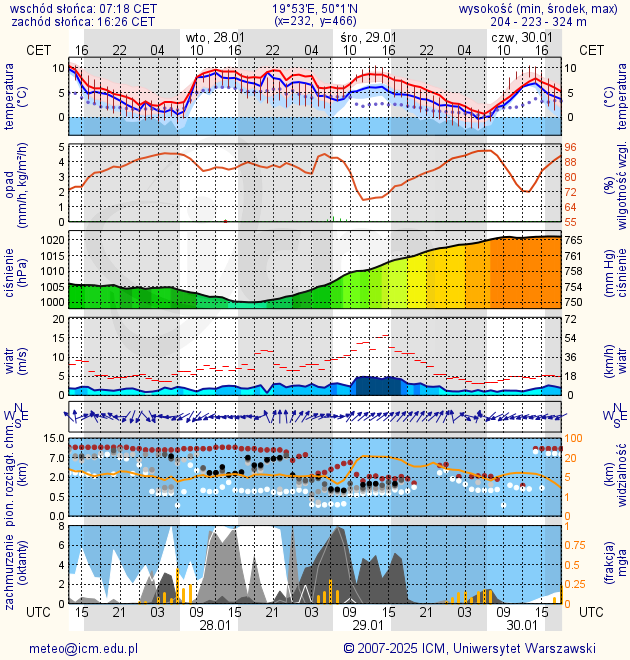 wschód słońca: 07:18 CET
19°53'E, 50°1'N
wysokość (min, środek, max)
zachód słońca: 16:26 CET
(x=232, y=466)
204 - 223 - 324 m
wto, 28.01
śro, 29.01
czw, 30.01
CET 16 22 04 10 16 22 04 10 16 22 04 10 16 CET
temperatura (°C)
10 5 0
10 5 0
temperatura (°C)
opad (mm/h, kg/m²/h)
5 4 3 2 1 0
96 88 80 72 64 55
(%) wilgotność wzgl.
ciśnienie (hPa)
1020 1015 1010 1005 1000
765 761 758 754 750
(mm Hg) ciśnienie
wiatr (m/s)
20 15 10 5 0
72 54 36 18 0
(km/h) wiatr
N W E S
N W E S
pion. rozciągł. chm. (km)
15.0 7.0 2.0 0.5 0.0
100 20 5 1 0
(km) widzialność
zachmurzenie (oktanty)
8 6 4 2 0
1 0.75 0.5 0.25 0
(frakcja) mgła
UTC 15 21 03 09 15 21 03 09 15 21 03 09 15 UTC
28.01
29.01
30.01
meteo@icm.edu.pl
© 2007-2025 ICM, Uniwersytet Warszawski